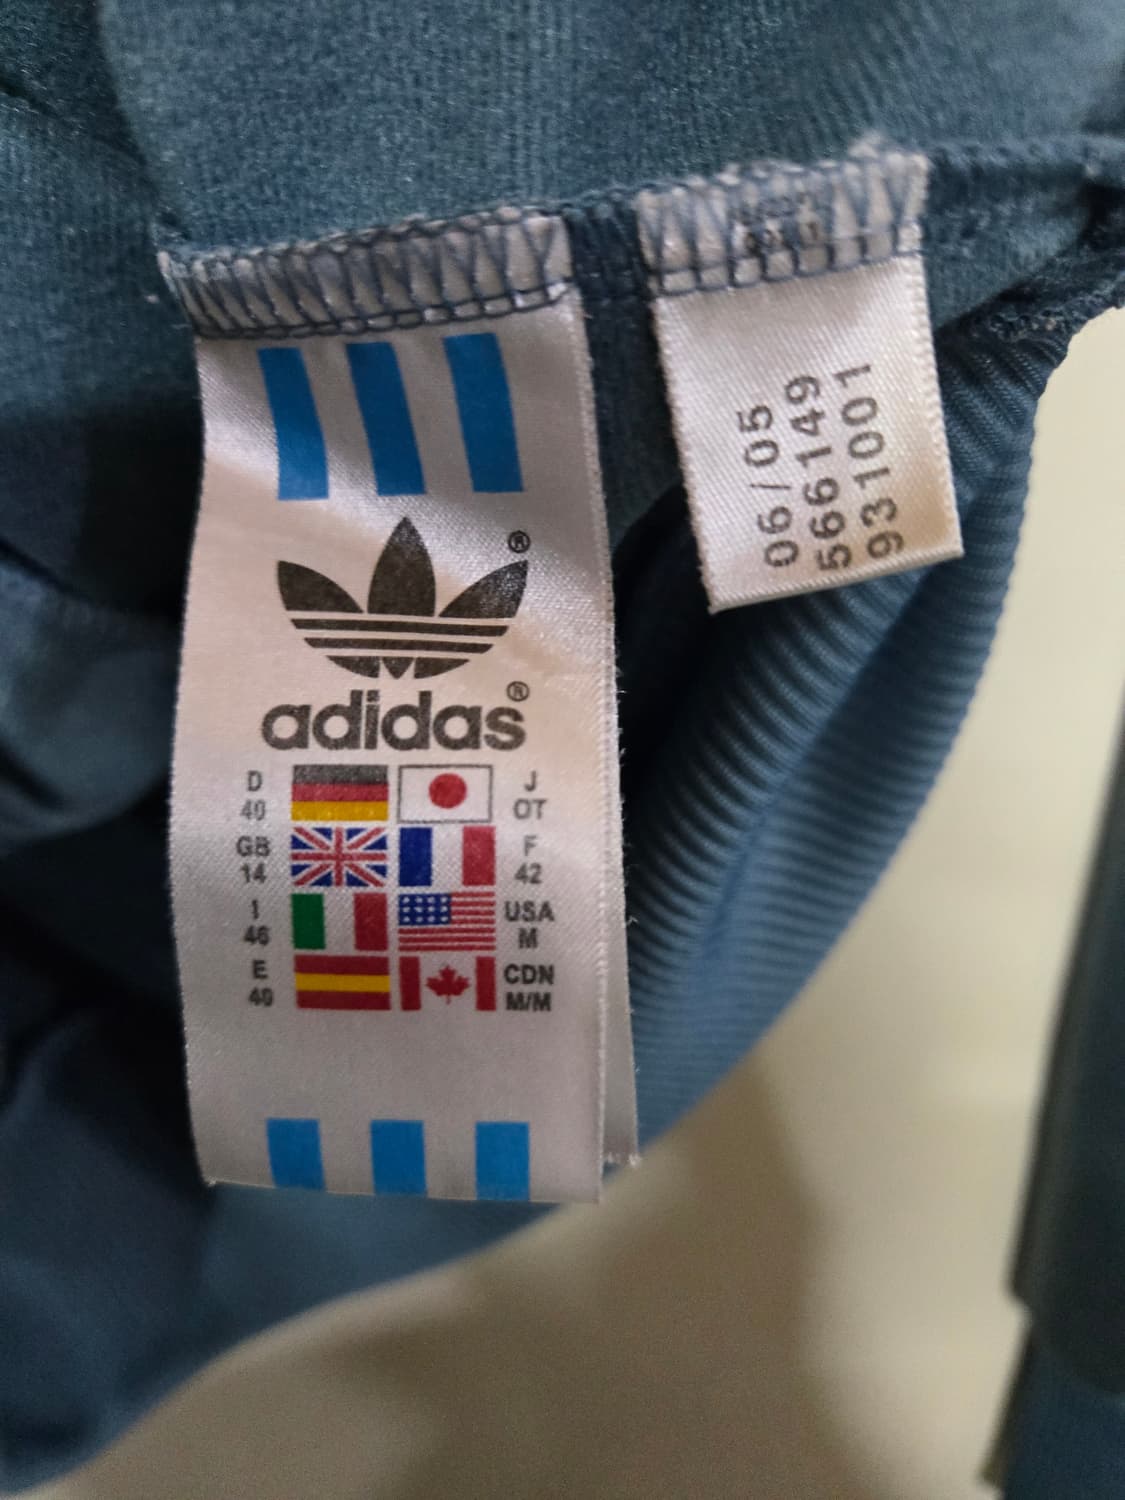 ®
adidas®
D
40
J
OT
GB
14
F
42
I
46
USA
M
E
40
CDN
M/M
06/05
566149
931001